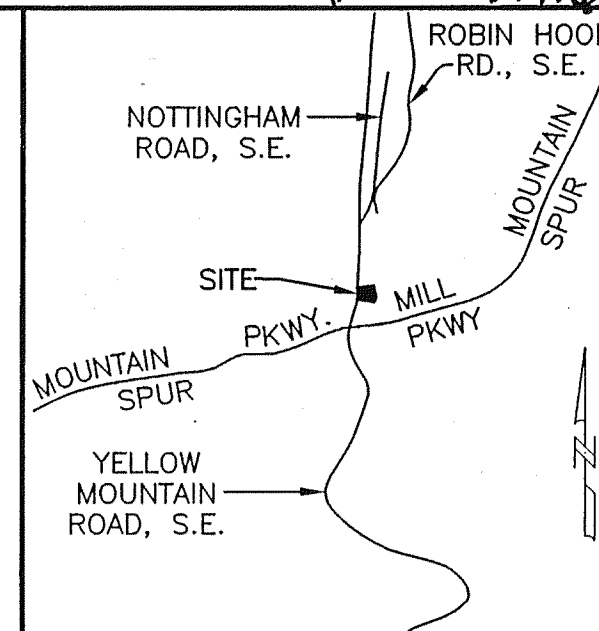 ROBIN HOOD
RD., S.E.
NOTTINGHAM
ROAD, S.E.
MOUNTAIN
SPUR
SITE
MILL
PKWY
PKWY.
MOUNTAIN
SPUR
YELLOW
MOUNTAIN
ROAD, S.E.
N